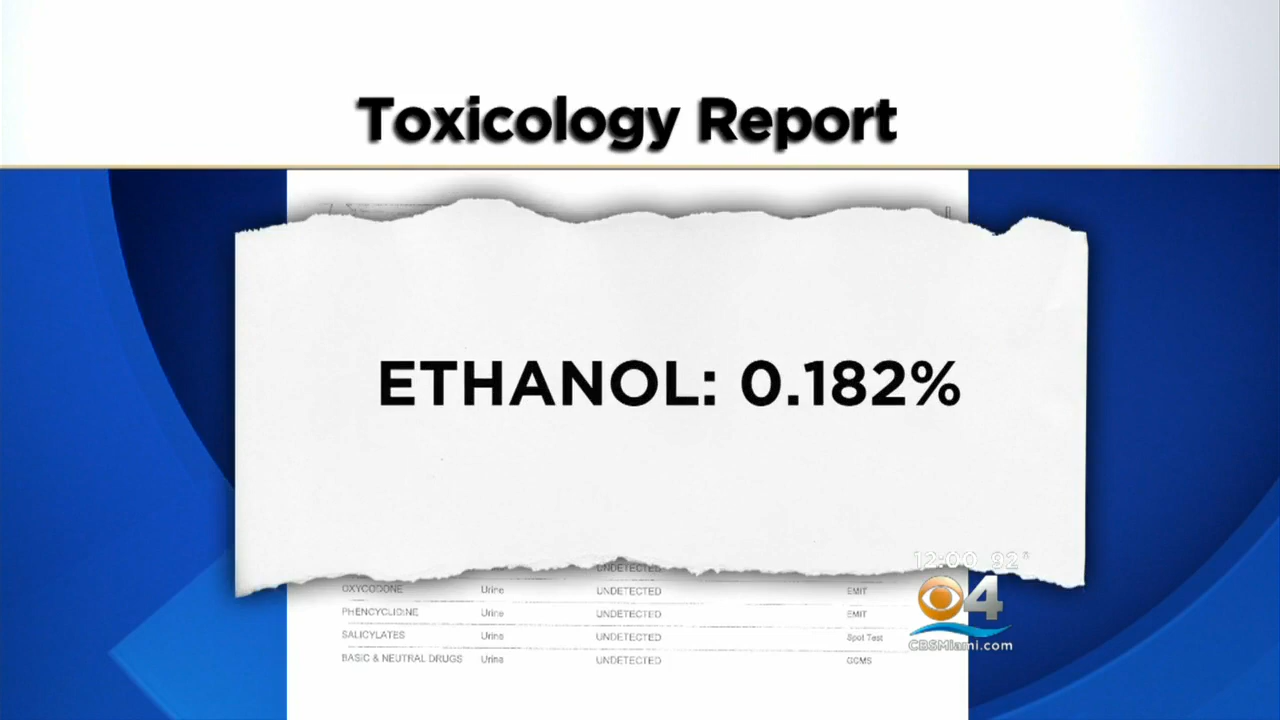 Toxicology Report
ETHANOL: 0.182%
UNDETECTED
OXYCODONE Urine UNDETECTED EMIT
PHENCYCLIDINE Urine UNDETECTED EMIT
SALICYLATES Urine UNDETECTED Spot Test
BASIC & NEUTRAL DRUGS Urine UNDETECTED GCMS
12:00 92°
4
CBSMiami.com